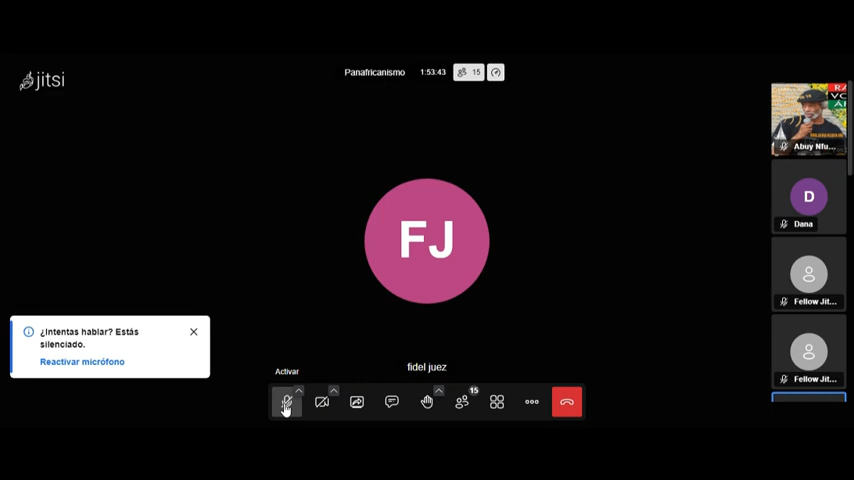 jitsi
Panafricanismo 1:53:43 15
VC
Abuy Nfu...
D
Dana
FJ
Fellow Jit...
¿Intentas hablar? Estás
silenciado.
Reactivar micrófono
fidel juez
Activar
Fellow Jit...
15